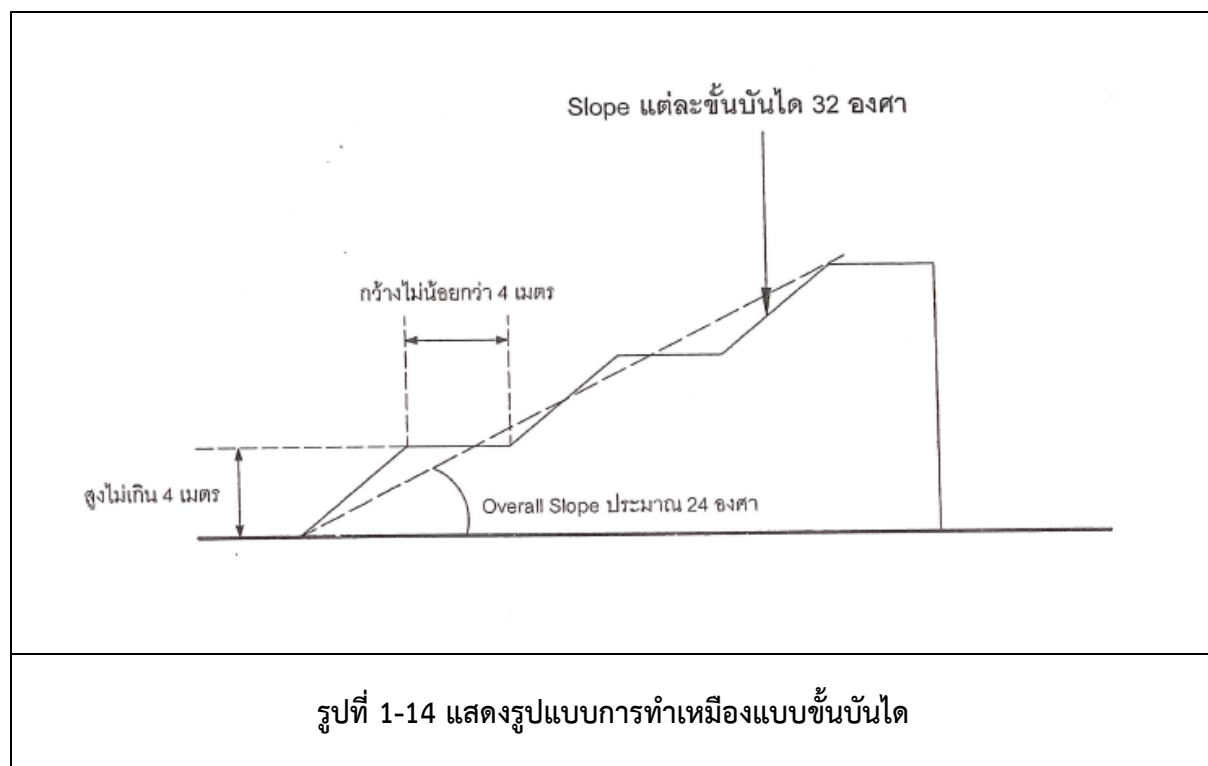 Slope แต่ละขั้นบันได 32 องศา
กว้างไม่น้อยกว่า 4 เมตร
สูงไม่เกิน 4 เมตร
Overall Slope ประมาณ 24 องศา
รูปที่ 1-14 แสดงรูปแบบการทำเหมืองแบบขั้นบันได